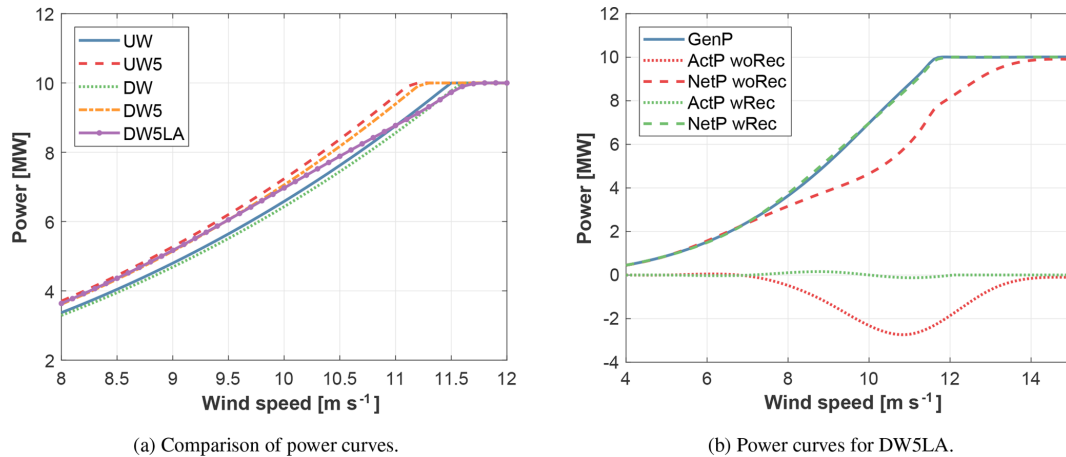 UW
UW5
DW
DW5
DW5LA
10
8
6
4
2
Power [MW]
8 8.5 9 9.5 10 10.5 11 11.5 12
Wind speed [m s⁻¹]
(a) Comparison of power curves.
GenP
ActP woRec
NetP woRec
ActP wRec
NetP wRec
12
10
8
6
4
2
0
-2
-4
Power [MW]
4 6 8 10 12 14
Wind speed [m s⁻¹]
(b) Power curves for DW5LA.